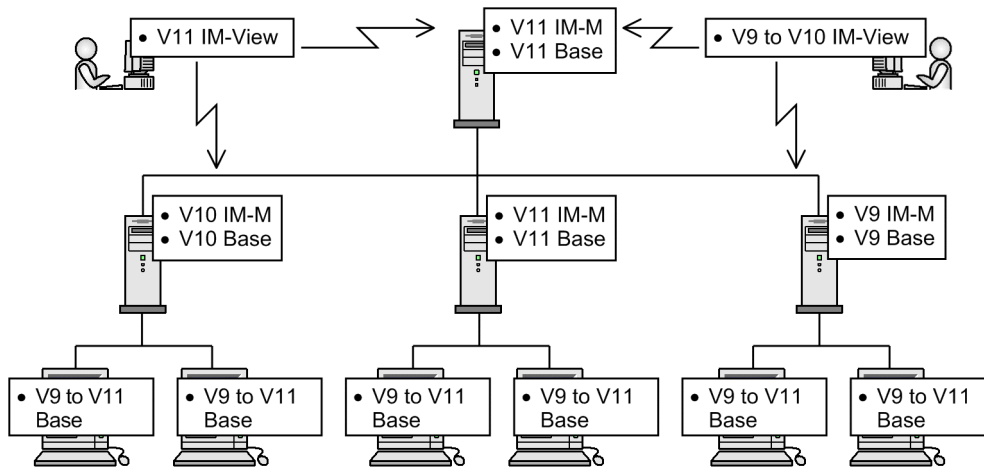 • V11 IM-View
• V11 IM-M
• V11 Base
• V9 to V10 IM-View
• V10 IM-M
• V10 Base
• V11 IM-M
• V11 Base
• V9 IM-M
• V9 Base
• V9 to V11
Base
• V9 to V11
Base
• V9 to V11
Base
• V9 to V11
Base
• V9 to V11
Base
• V9 to V11
Base